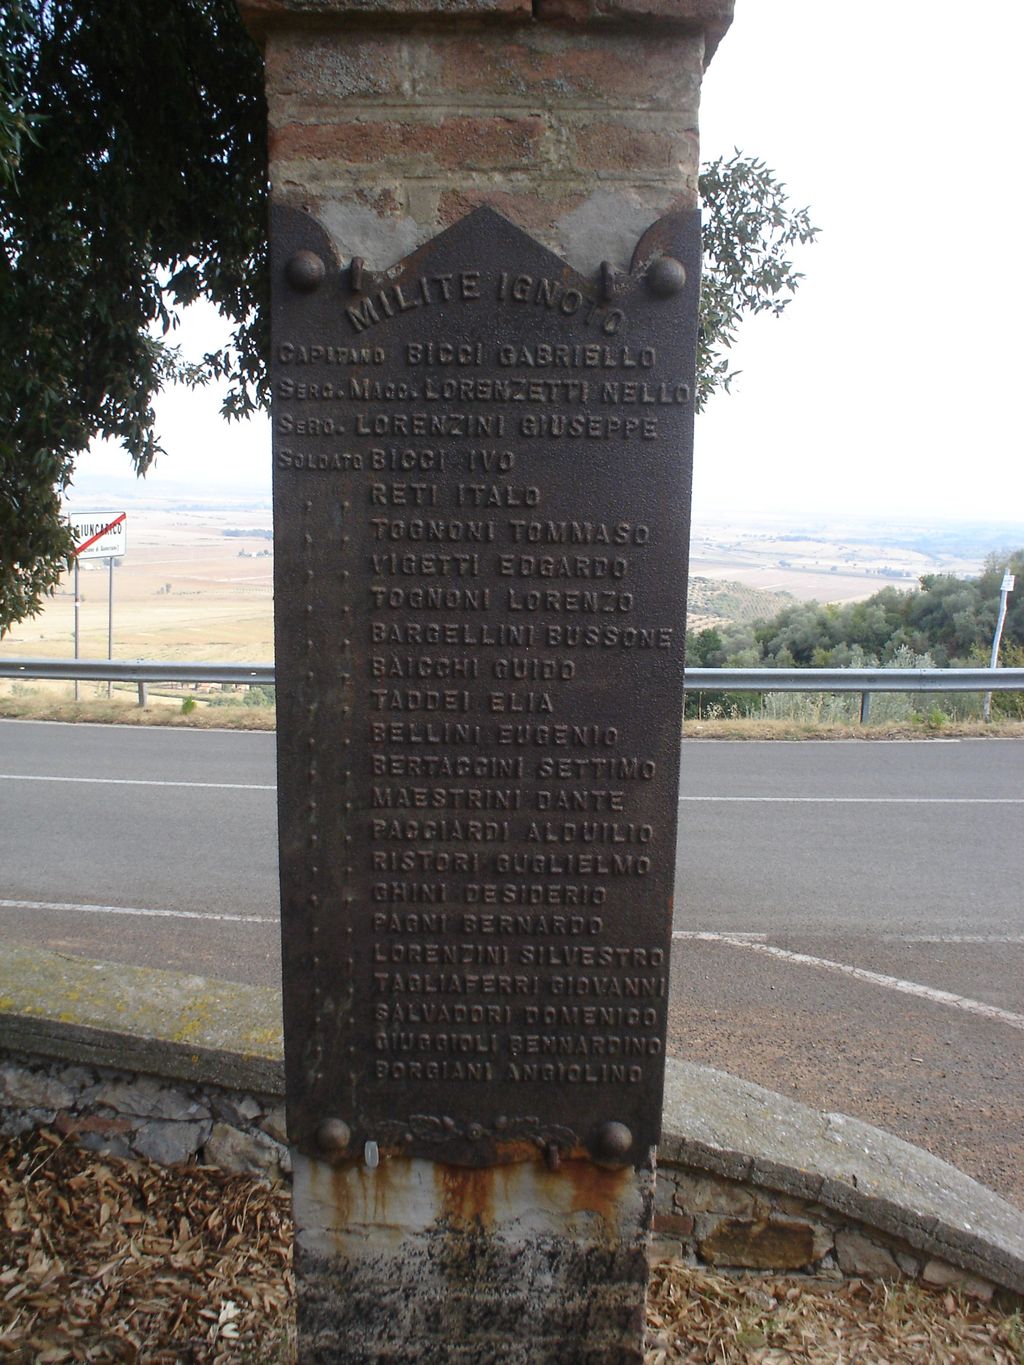 MILITE IGNOTO
CAPITANO BICCI GABRIELLO
SERG. MAGG. LORENZETTI NELLO
SERG. LORENZINI GIUSEPPE
SOLDATO BICCI IVO
" " RETI ITALO
" " TOGNONI TOMMASO
" " VIGETTI EDGARDO
" " TOGNONI LORENZO
" " BARGELLINI BUSSONE
" " BAICCHI GUIDO
" " TADDEI ELIA
" " BELLINI EUGENIO
" " BERTACCINI SETTIMO
" " MAESTRINI DANTE
" " PACCIARDI ALDUILIO
" " RISTORI GUGLIELMO
" " GHINI DESIDERIO
" " PAGNI BERNARDO
" " LORENZINI SILVESTRO
" " TAGLIAFERRI GIOVANNI
" " SALVADORI DOMENICO
" " GIUGGIOLI BENNARDINO
" " BORGIANI ANGIOLINO
GIUNCARICO